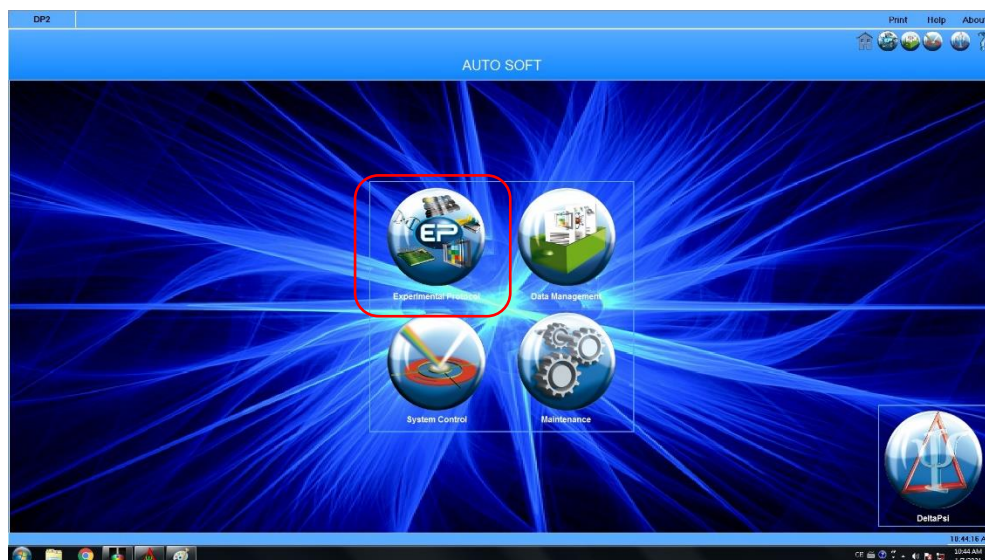 DP2
Print Help Abou
AUTO SOFT
EP
Experimental Protocol
Data Management
System Control
Maintenance
DeltaPsi
10:44:16 A
10:44 AM